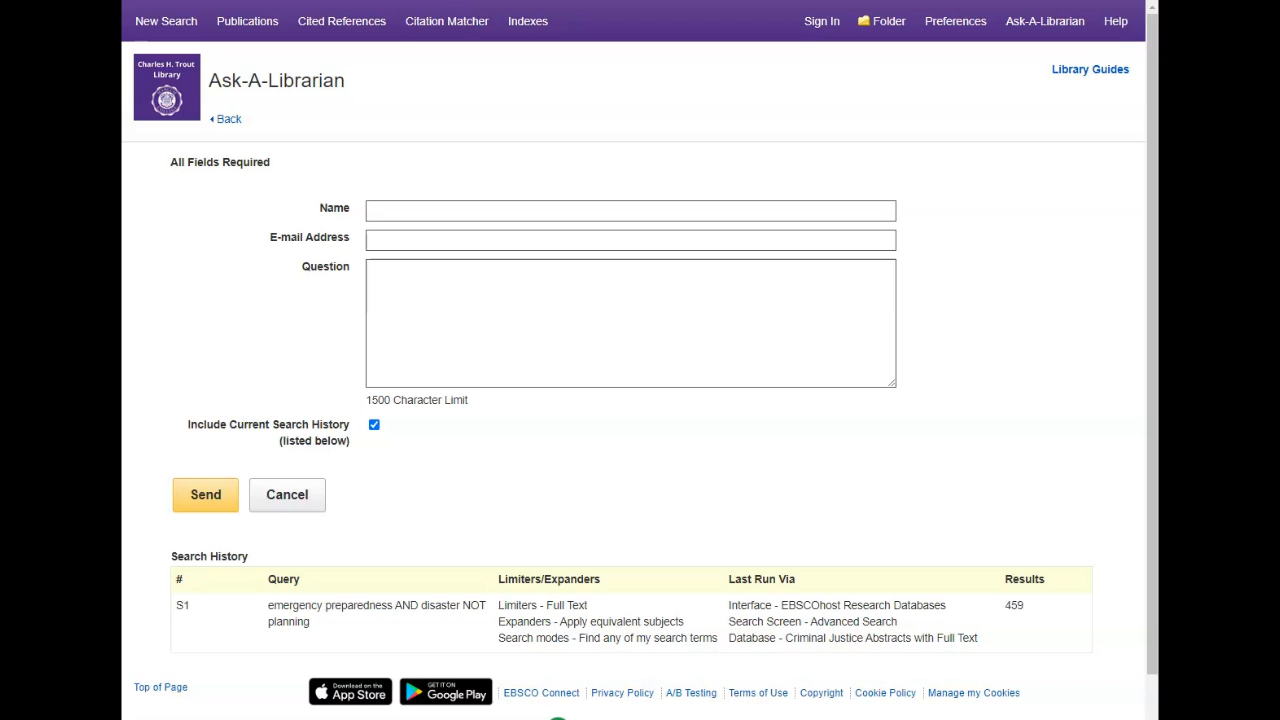 New Search Publications Cited References Citation Matcher Indexes Sign In Folder Preferences Ask-A-Librarian Help
Charles H. Trout
Library
Ask-A-Librarian
Library Guides
Back
All Fields Required
Name
E-mail Address
Question
1500 Character Limit
Include Current Search History
(listed below)
Send Cancel
Search History
# Query Limiters/Expanders Last Run Via Results
S1 emergency preparedness AND disaster NOT Limiters - Full Text Interface - EBSCOhost Research Databases 459
planning Expanders - Apply equivalent subjects Search Screen - Advanced Search
Search modes - Find any of my search terms Database - Criminal Justice Abstracts with Full Text
Top of Page Download on the App Store GET IT ON Google Play EBSCO Connect Privacy Policy A/B Testing Terms of Use Copyright Cookie Policy Manage my Cookies